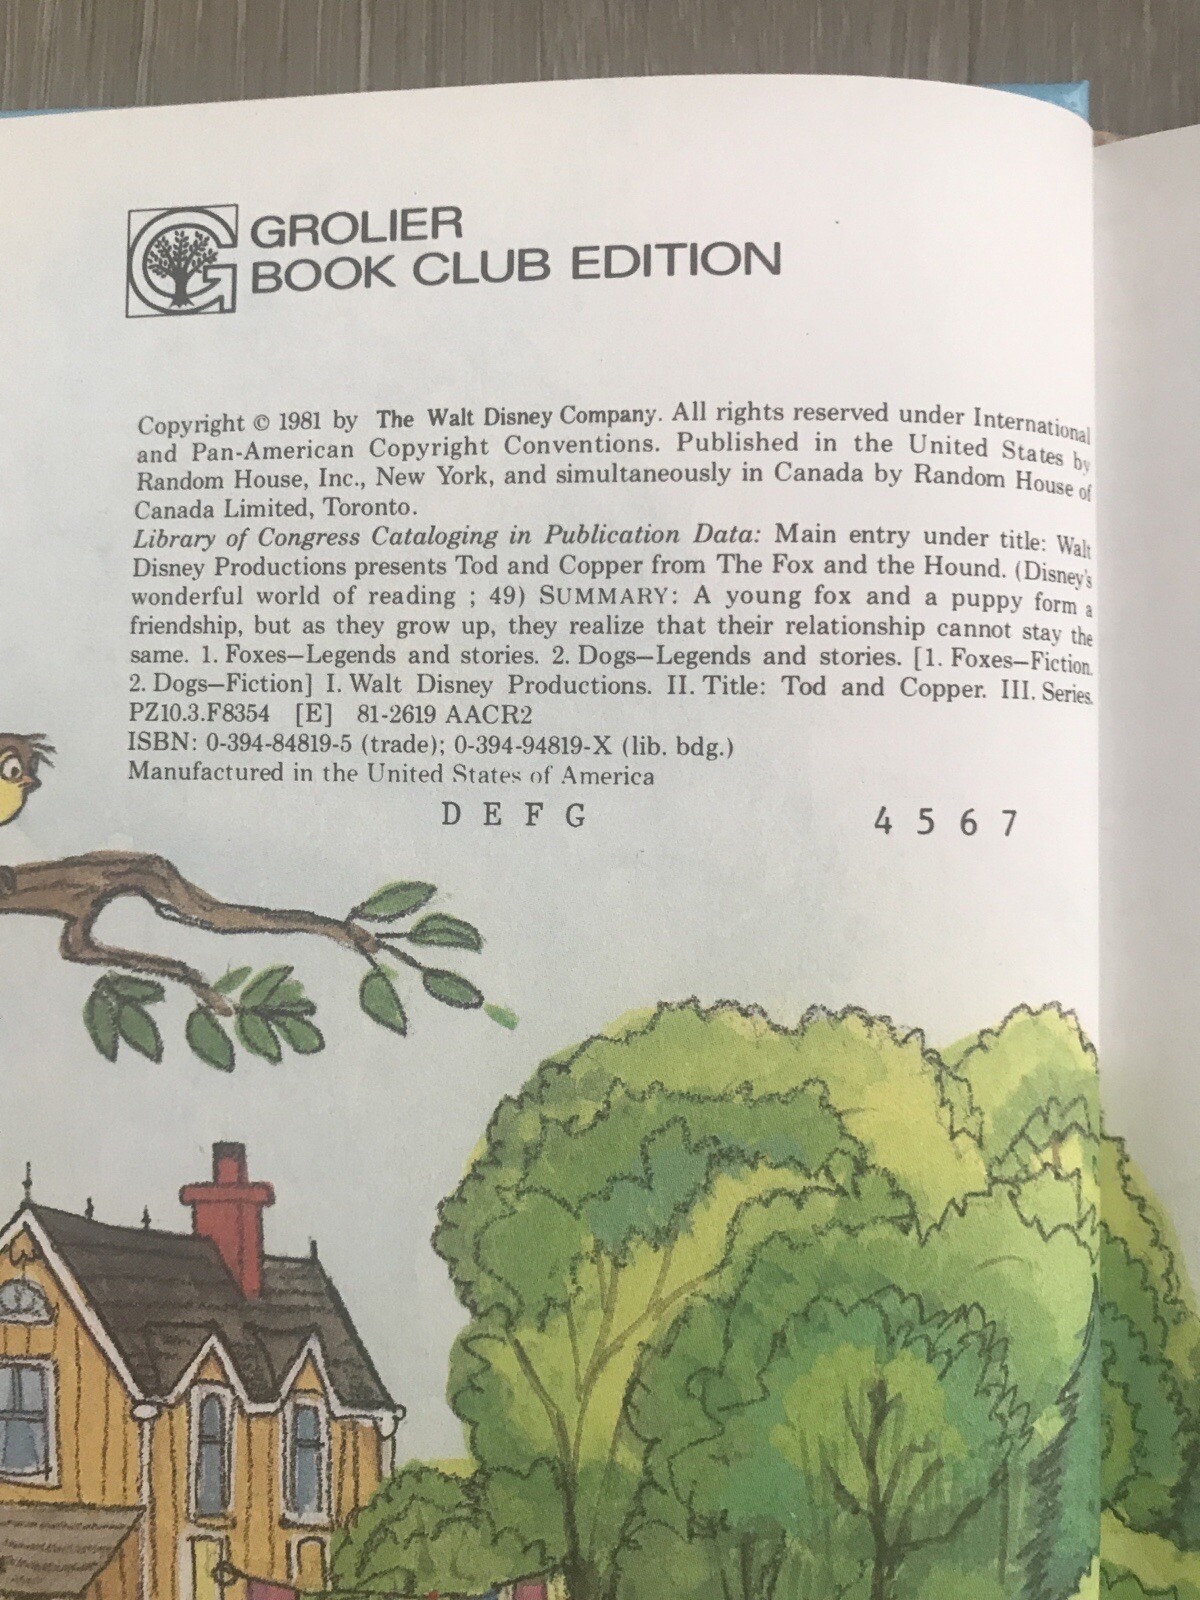 GROLIER
BOOK CLUB EDITION
Copyright © 1981 by The Walt Disney Company. All rights reserved under International
and Pan-American Copyright Conventions. Published in the United States by
Random House, Inc., New York, and simultaneously in Canada by Random House of
Canada Limited, Toronto.
Library of Congress Cataloging in Publication Data: Main entry under title: Walt
Disney Productions presents Tod and Copper from The Fox and the Hound. (Disney's
wonderful world of reading ; 49) SUMMARY: A young fox and a puppy form a
friendship, but as they grow up, they realize that their relationship cannot stay the
same. 1. Foxes—Legends and stories. 2. Dogs—Legends and stories. [1. Foxes—Fiction.
2. Dogs—Fiction] I. Walt Disney Productions. II. Title: Tod and Copper. III. Series.
PZ10.3.F8354 [E] 81-2619 AACR2
ISBN: 0-394-84819-5 (trade); 0-394-94819-X (lib. bdg.)
Manufactured in the United States of America
D E F G 4 5 6 7